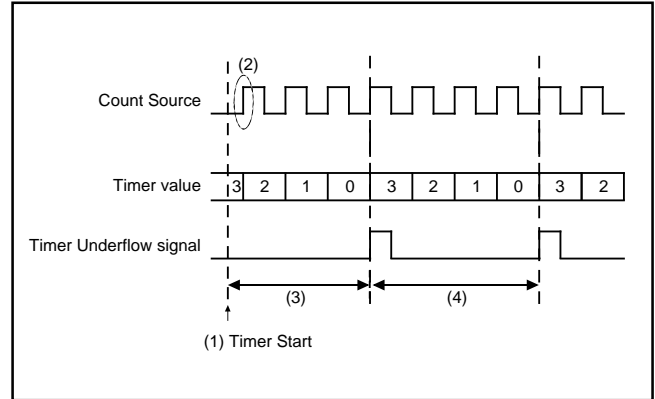 (2)
Count Source
Timer value 3 2 1 0 3 2 1 0 3 2
Timer Underflow signal
(3) (4)
(1) Timer Start